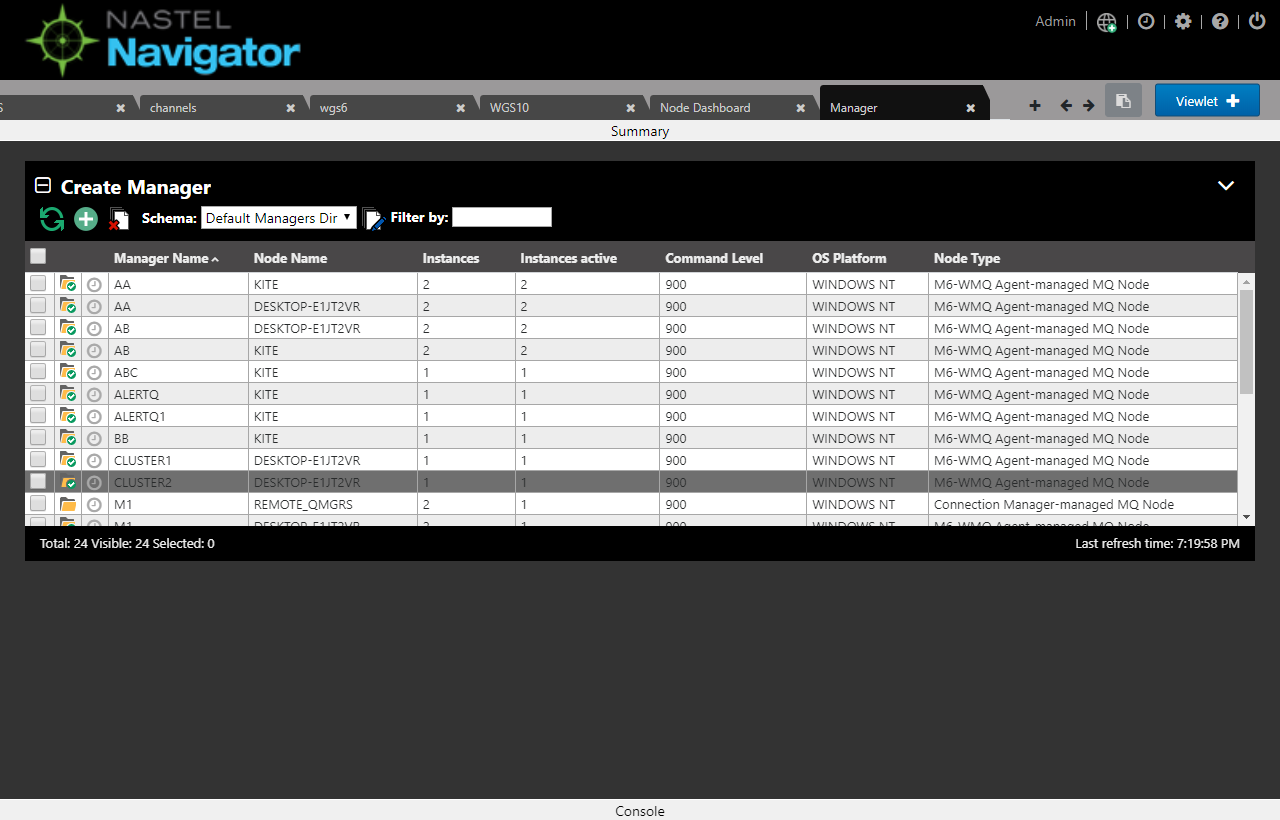 NASTEL
Navigator
Admin
S channels wgs6 WGS10 Node Dashboard Manager Viewlet
Summary
Create Manager
Schema: Default Managers Dir Filter by:
Manager Name Node Name Instances Instances active Command Level OS Platform Node Type
AA KITE 2 2 900 WINDOWS NT M6-WMQ Agent-managed MQ Node
AA DESKTOP-E1JT2VR 2 2 900 WINDOWS NT M6-WMQ Agent-managed MQ Node
AB DESKTOP-E1JT2VR 2 2 900 WINDOWS NT M6-WMQ Agent-managed MQ Node
AB KITE 2 2 900 WINDOWS NT M6-WMQ Agent-managed MQ Node
ABC KITE 1 1 900 WINDOWS NT M6-WMQ Agent-managed MQ Node
ALERTQ KITE 1 1 900 WINDOWS NT M6-WMQ Agent-managed MQ Node
ALERTQ1 KITE 1 1 900 WINDOWS NT M6-WMQ Agent-managed MQ Node
BB KITE 1 1 900 WINDOWS NT M6-WMQ Agent-managed MQ Node
CLUSTER1 DESKTOP-E1JT2VR 1 1 900 WINDOWS NT M6-WMQ Agent-managed MQ Node
CLUSTER2 DESKTOP-E1JT2VR 1 1 900 WINDOWS NT M6-WMQ Agent-managed MQ Node
M1 REMOTE_QMGRS 2 1 900 WINDOWS NT Connection Manager-managed MQ Node
M1 DESKTOP-E1JT2VR 2 1 900 WINDOWS NT M6-WMQ Agent-managed MQ Node
Total: 24 Visible: 24 Selected: 0 Last refresh time: 7:19:58 PM
Console